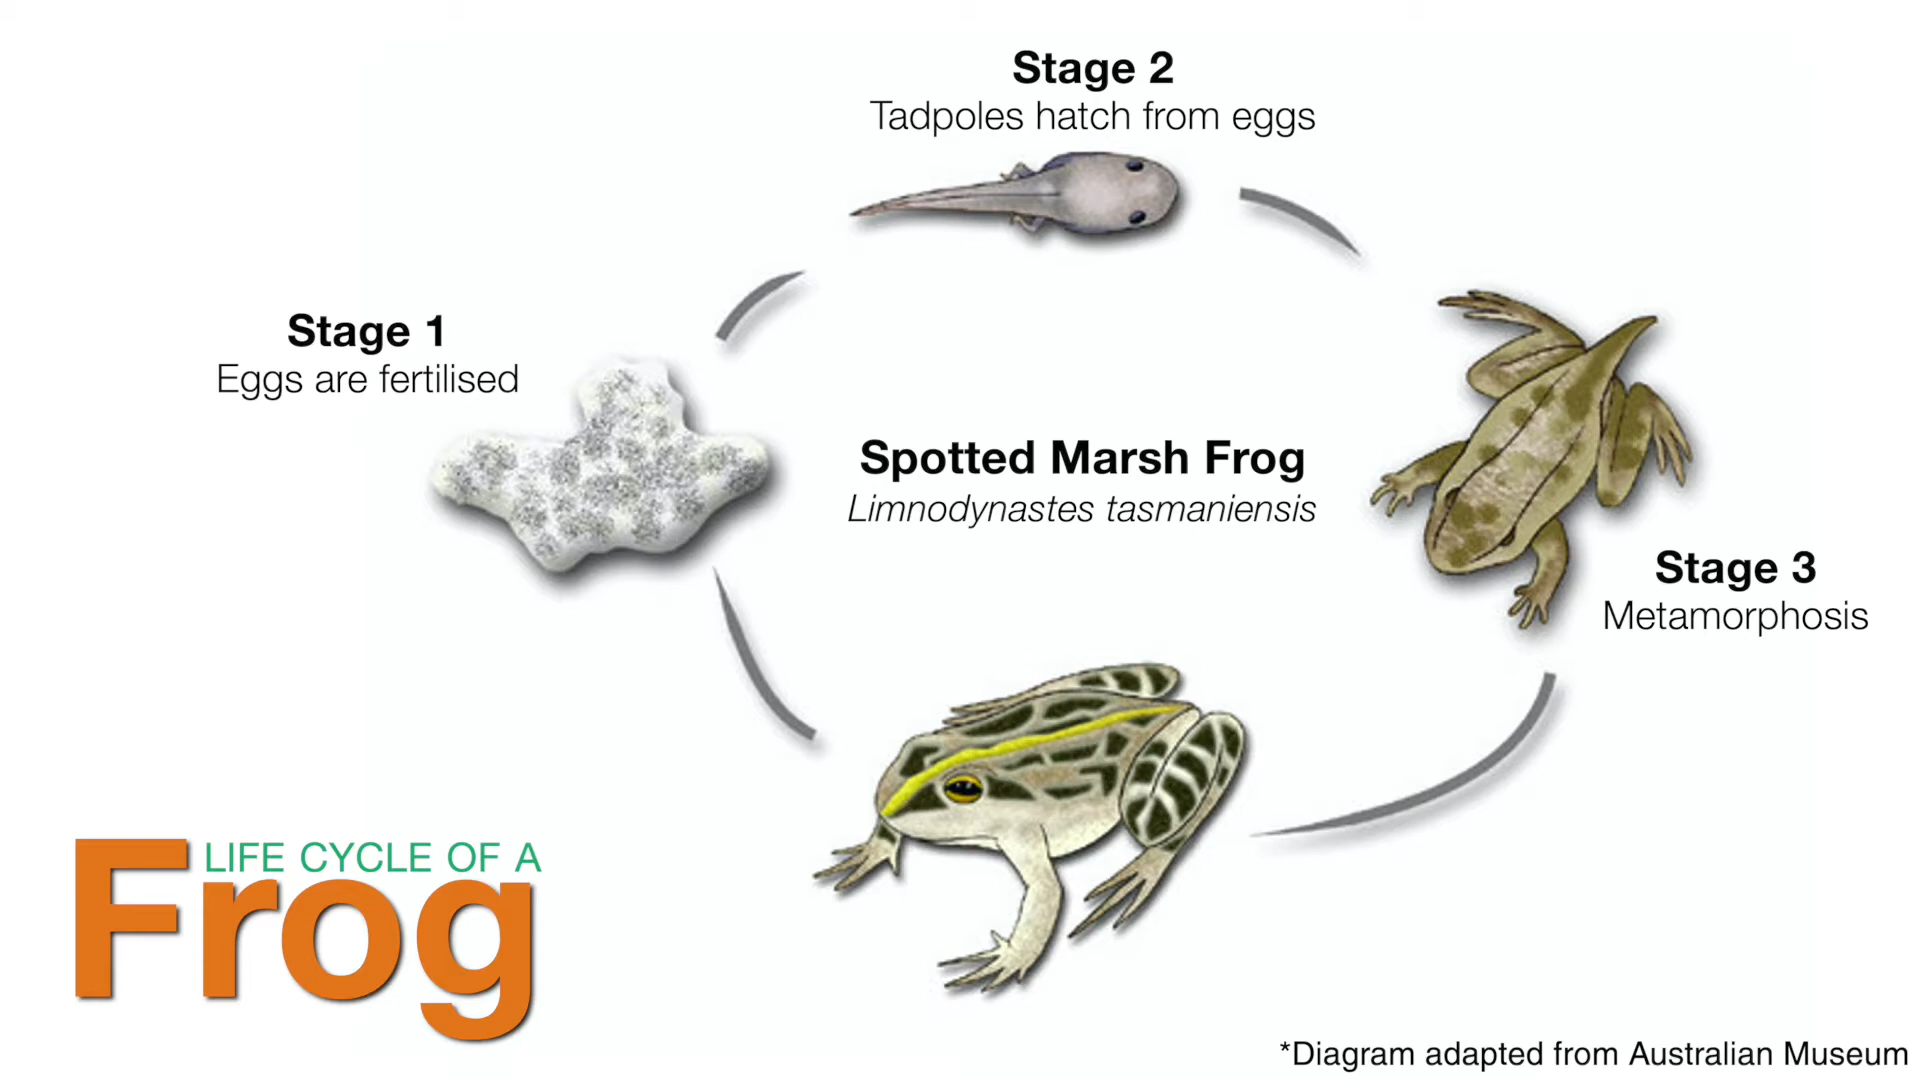 Stage 2
Tadpoles hatch from eggs
Stage 1
Eggs are fertilised
Spotted Marsh Frog
Limnodynastes tasmaniensis
Stage 3
Metamorphosis
LIFE CYCLE OF A
Frog
*Diagram adapted from Australian Museum